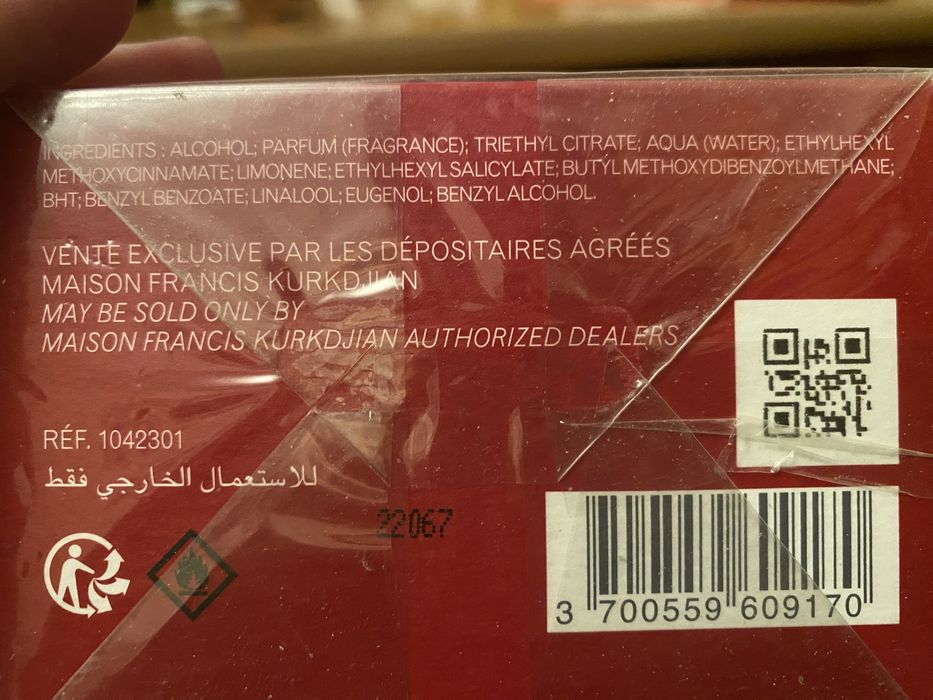 INGREDIENTS : ALCOHOL; PARFUM (FRAGRANCE); TRIETHYL CITRATE; AQUA (WATER); ETHYLHEXYL
METHOXYCINNAMATE; LIMONENE; ETHYLHEXYL SALICYLATE; BUTYL METHOXYDIBENZOYLMETHANE;
BHT; BENZYL BENZOATE; LINALOOL; EUGENOL; BENZYL ALCOHOL.
VENTE EXCLUSIVE PAR LES DÉPOSITAIRES AGRÉÉS
MAISON FRANCIS KURKDJIAN
MAY BE SOLD ONLY BY
MAISON FRANCIS KURKDJIAN AUTHORIZED DEALERS
RÉF. 1042301
للاستعمال الخارجي فقط
22067
3 700559 609170